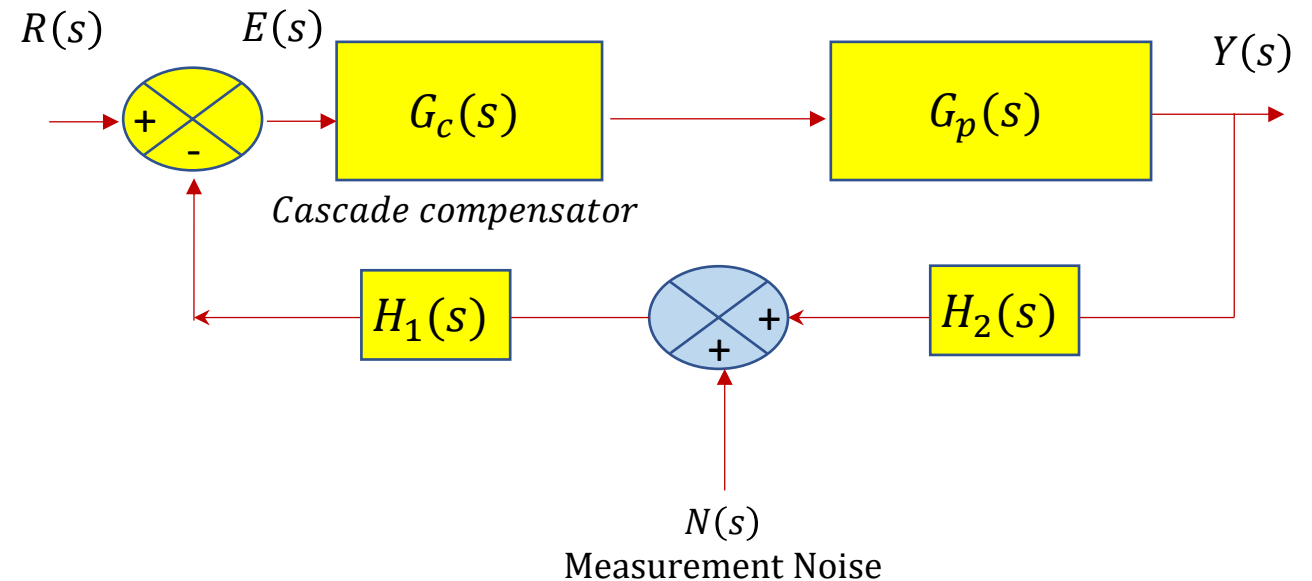 R(s)
E(s)
Y(s)
+
-
G_c(s)
G_p(s)
Cascade compensator
H_1(s)
+
+
H_2(s)
N(s)
Measurement Noise